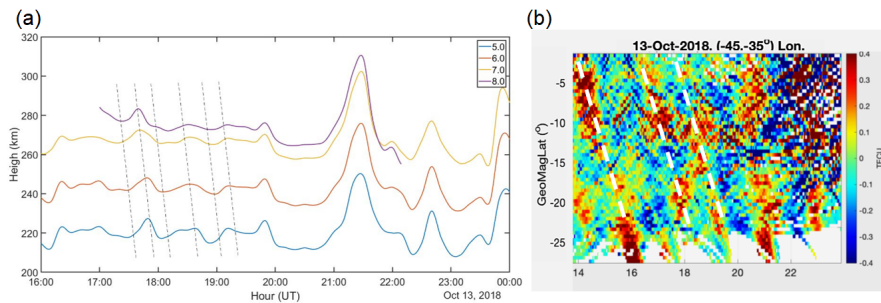 (a)
(b)
320
300
280
260
240
220
200
Heigh (km)
16:00 17:00 18:00 19:00 20:00 21:00 22:00 23:00 00:00
Hour (UT)
Oct 13, 2018
5.0
6.0
7.0
8.0
13-Oct-2018. (-45.-35°) Lon.
-5
-10
-15
-20
-25
GeoMagLat (°)
14 16 18 20 22
0.4
0.3
0.2
0.1
0
-0.1
-0.2
-0.3
-0.4
TECU